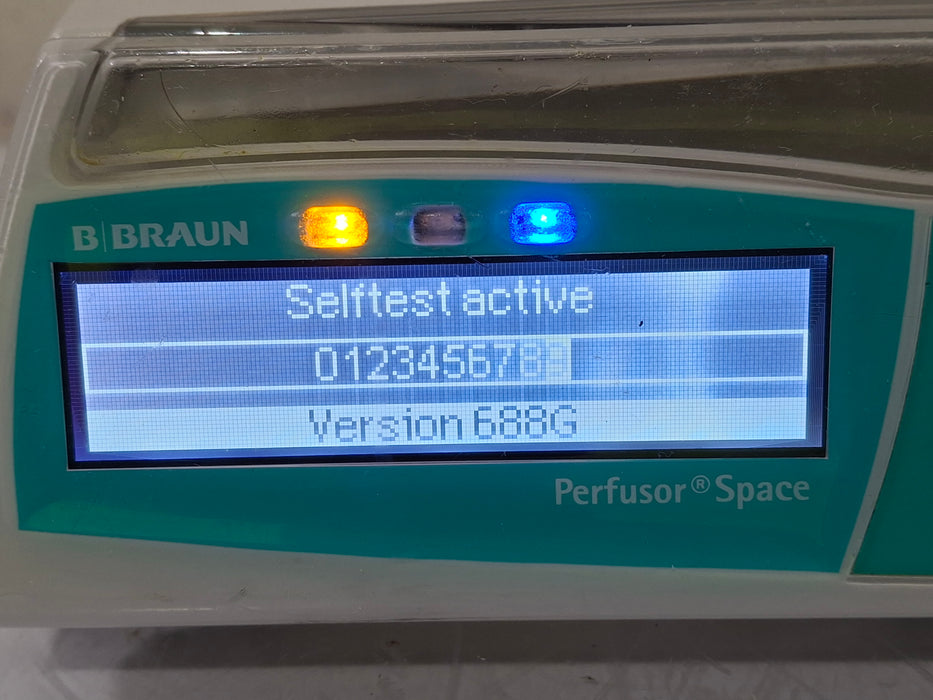 B|BRAUN
Selftest active
012345678
Version 688G
Perfusor® Space